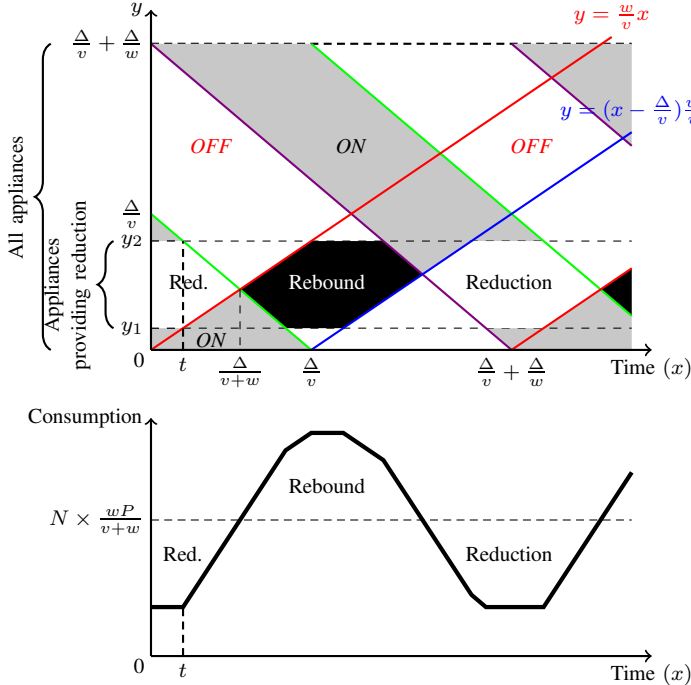 y
y = w/v x
Δ/v + Δ/w
y = (x − Δ/v) w/v
OFF
ON
OFF
All appliances
Appliances
providing reduction
Δ/v
y₂
Red.
Rebound
Reduction
y₁
ON
0
t
Δ/(v+w)
Δ/v
Δ/v + Δ/w
Time (x)
Consumption
Rebound
N × wP/(v+w)
Red.
Reduction
0
t
Time (x)